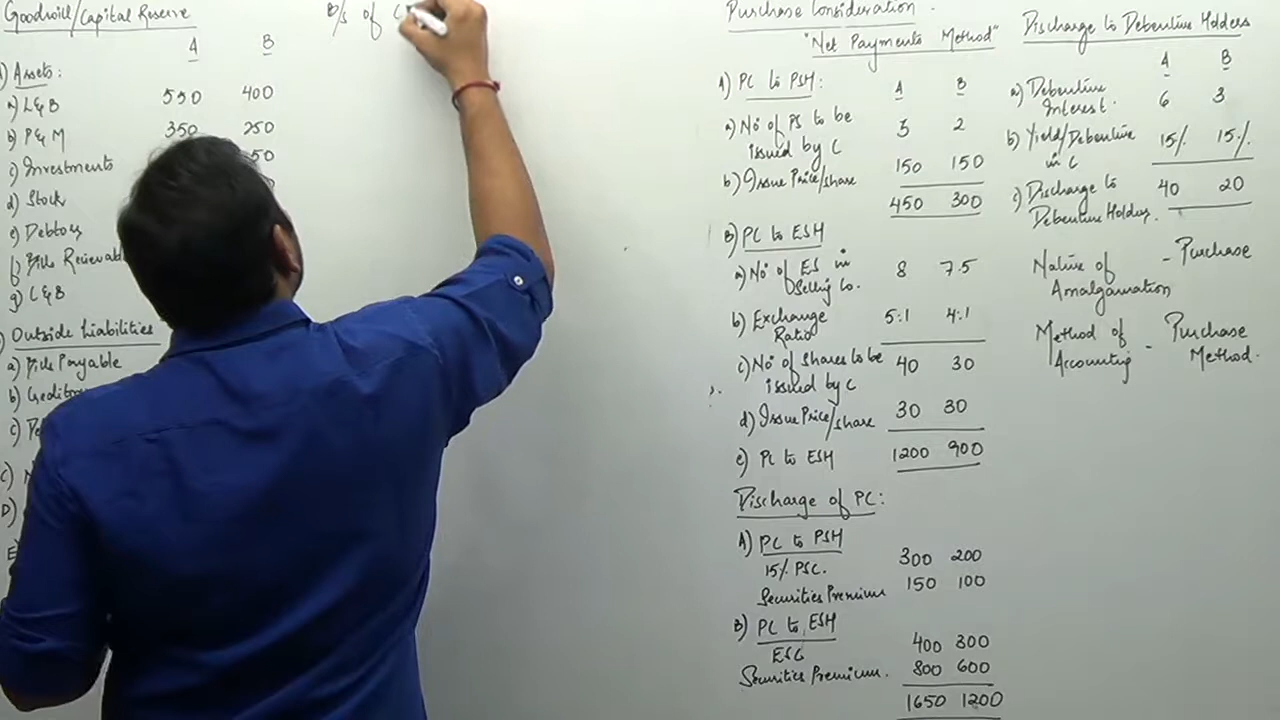 Goodwill/Capital Reserve
A B
Assets:
a) L&B 550 400
b) P&M 350 250
c) Investments 50
d) Stock
e) Debtors
f) Bills Receivabl
g) C&B
Outside Liabilities
a) Bills Payable
b) Creditor
c) De
C) N
D)
E)
B/S of C
Purchase Consideration.
"Net Payments Method"
A) PC to PSH: A B
a) No of PS to be 3 2
issued by C
b) Issue Price/share 150 150
450 300
B) PC to ESH
a) No of ES in 8 7.5
Selling Co.
b) Exchange 5:1 4:1
Ratio
c) No of Shares to be 40 30
issued by C
d) Issue Price/share 30 30
e) PC to ESH 1200 900
Discharge of PC:
A) PC to PSH
15% PSC. 300 200
Securities Premium 150 100
B) PC to ESH
ESC 400 300
Securities Premium. 800 600
1650 1200
Discharge to Debenture Holders
A B
a) Debenture 6 3
Interest.
b) Yield/Debenture 15% 15%
in C
c) Discharge to 40 20
Debenture Holders.
Nature of - Purchase
Amalgamation
Method of - Purchase
Accounting Method.